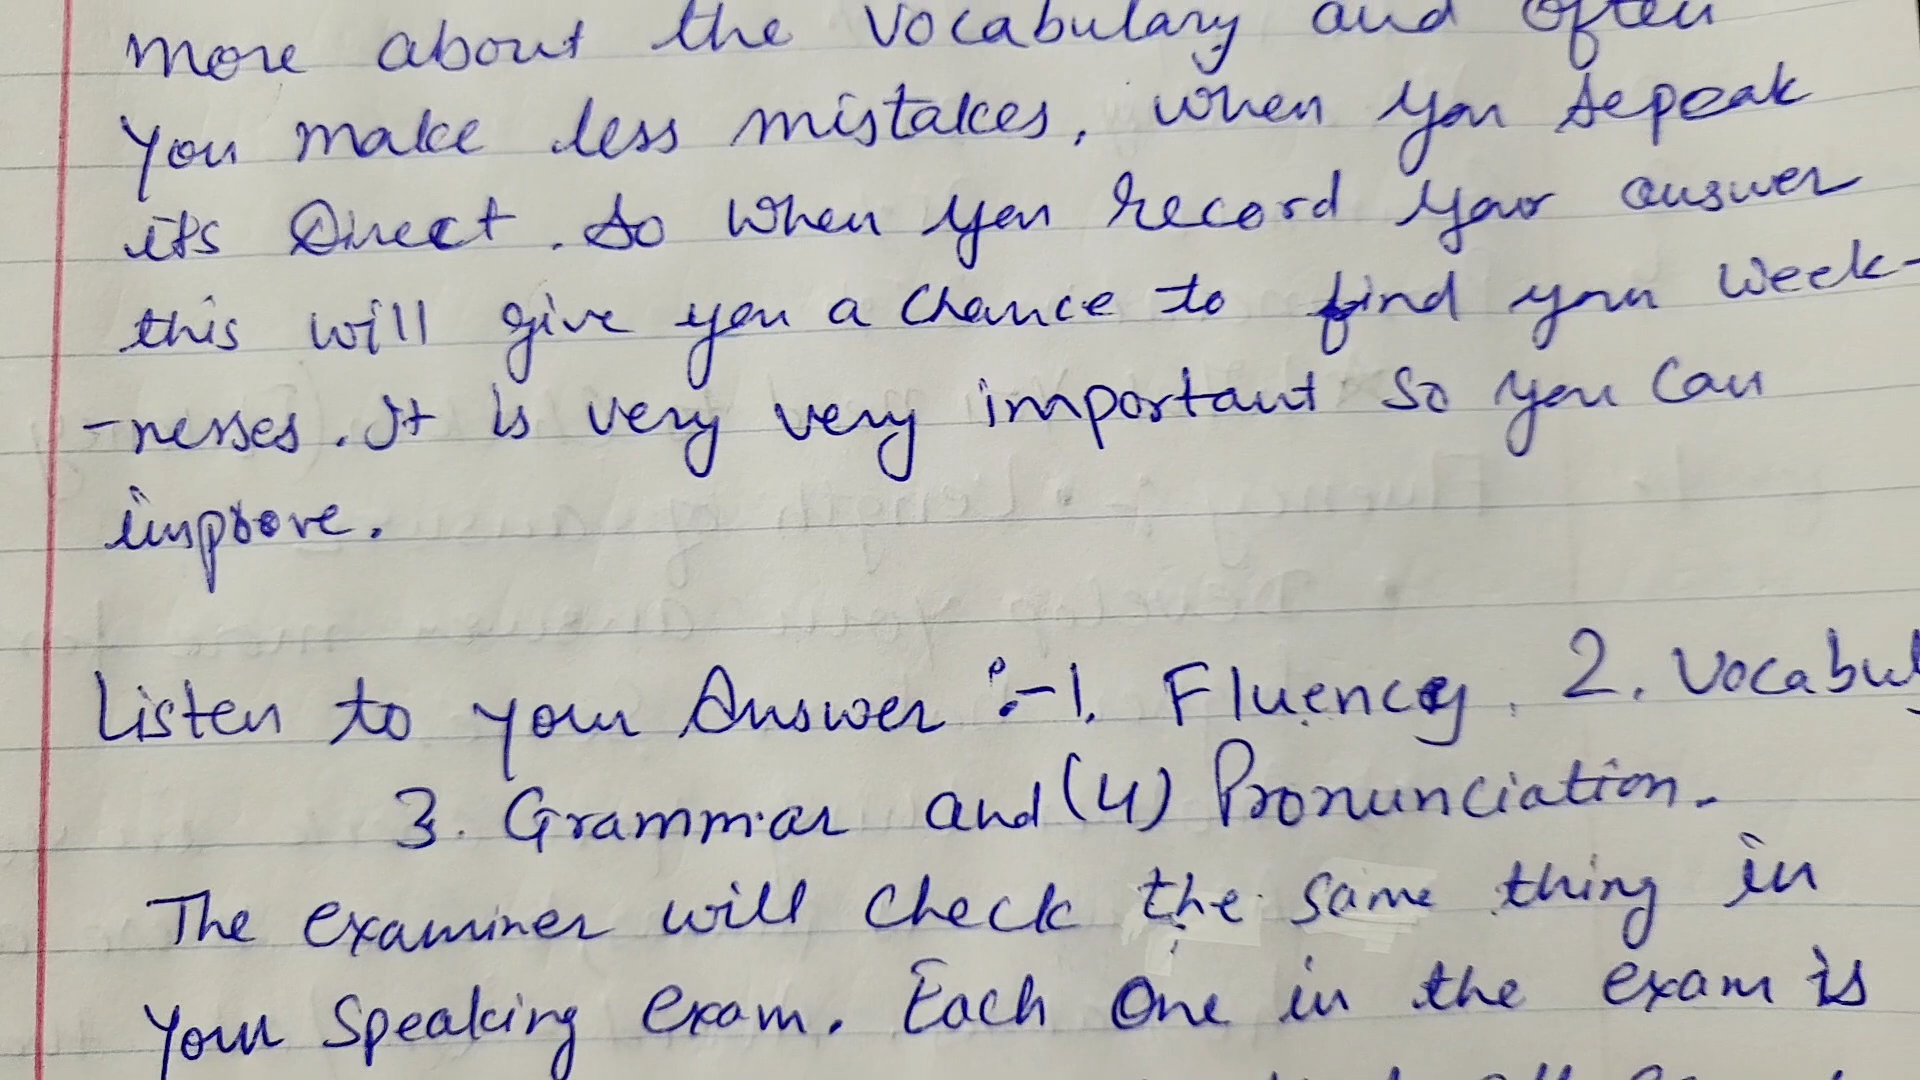 more about the Vocabulary and often
you make less mistakes, when you sepeak
its Direct. So when you record your answer
this will give you a chance to find your week-
-nesses. It is very very important so you can
improve.
Listen to your Answer :- 1. Fluency. 2. Vocabul
3. Grammar and (4) Pronunciation.
The examiner will check the same thing in
your speaking exam. Each one in the exam is